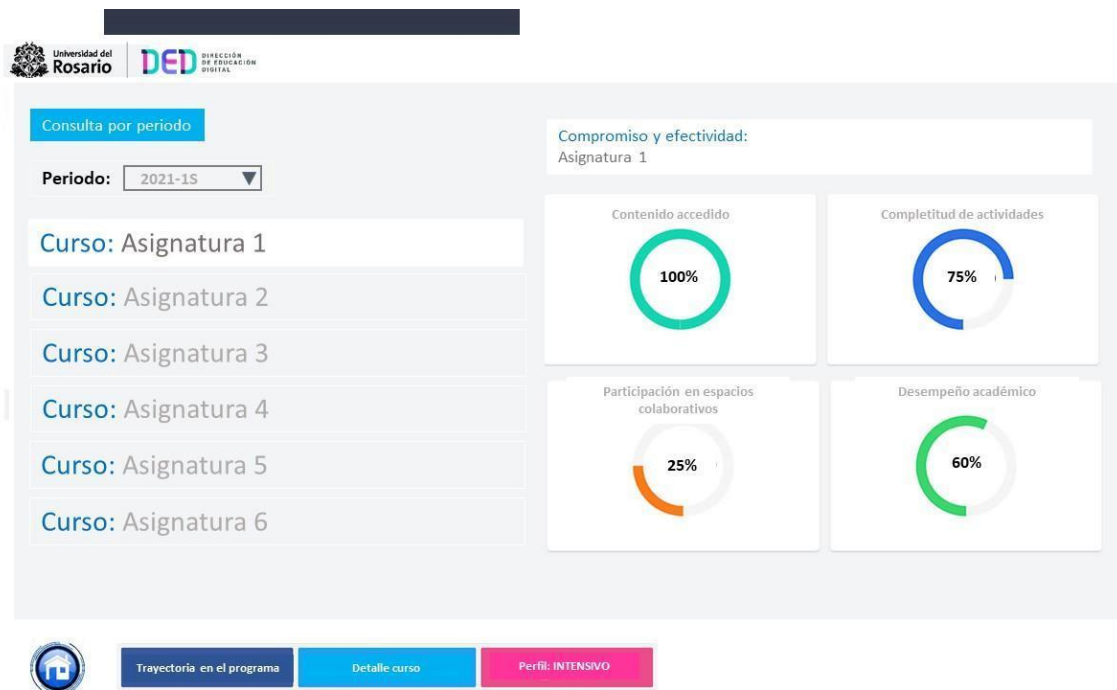 Universidad del
Rosario
DED
DIRECCIÓN
DE EDUCACIÓN
DIGITAL
Consulta por periodo
Periodo: 2021-1S
Curso: Asignatura 1
Curso: Asignatura 2
Curso: Asignatura 3
Curso: Asignatura 4
Curso: Asignatura 5
Curso: Asignatura 6
Compromiso y efectividad:
Asignatura 1
Contenido accedido
100%
Completitud de actividades
75%
Participación en espacios
colaborativos
25%
Desempeño académico
60%
Trayectoria en el programa
Detalle curso
Perfil: INTENSIVO